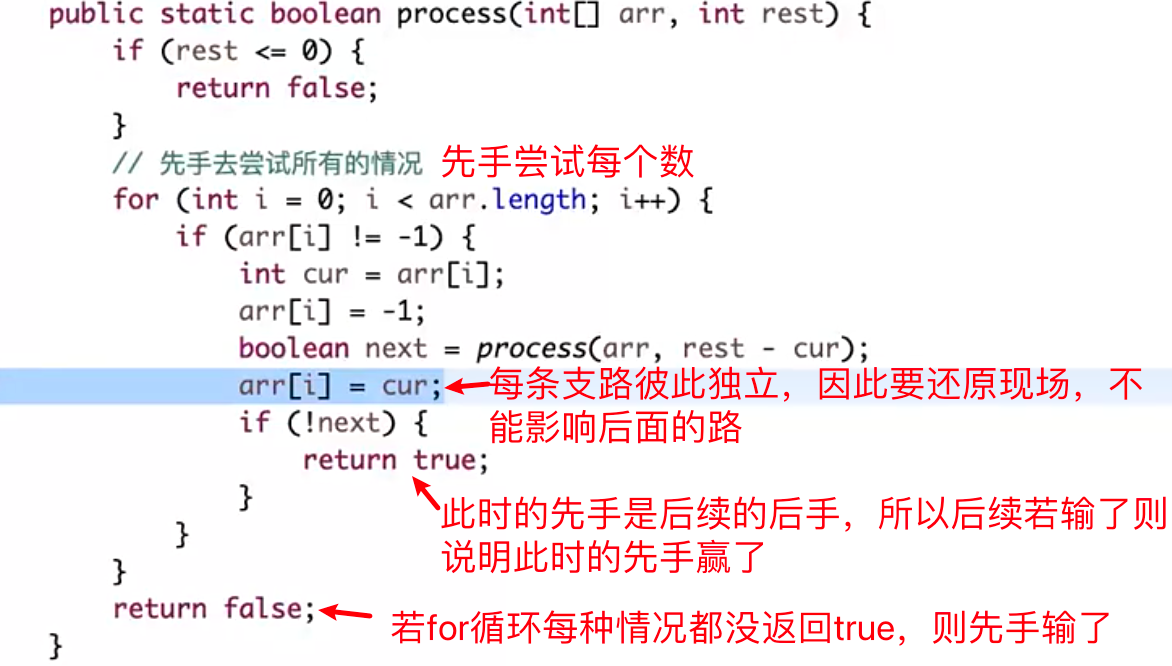 public static boolean process(int[] arr, int rest) {
if (rest <= 0) {
return false;
}
// 先手去尝试所有的情况 先手尝试每个数
for (int i = 0; i < arr.length; i++) {
if (arr[i] != -1) {
int cur = arr[i];
arr[i] = -1;
boolean next = process(arr, rest - cur);
arr[i] = cur; 每条支路彼此独立，因此要还原现场，不
if (!next) { 能影响后面的路
return true;
}
此时的先手是后续的后手，所以后续若输了则
}
说明此时的先手赢了
}
return false; 若for循环每种情况都没返回true，则先手输了
}